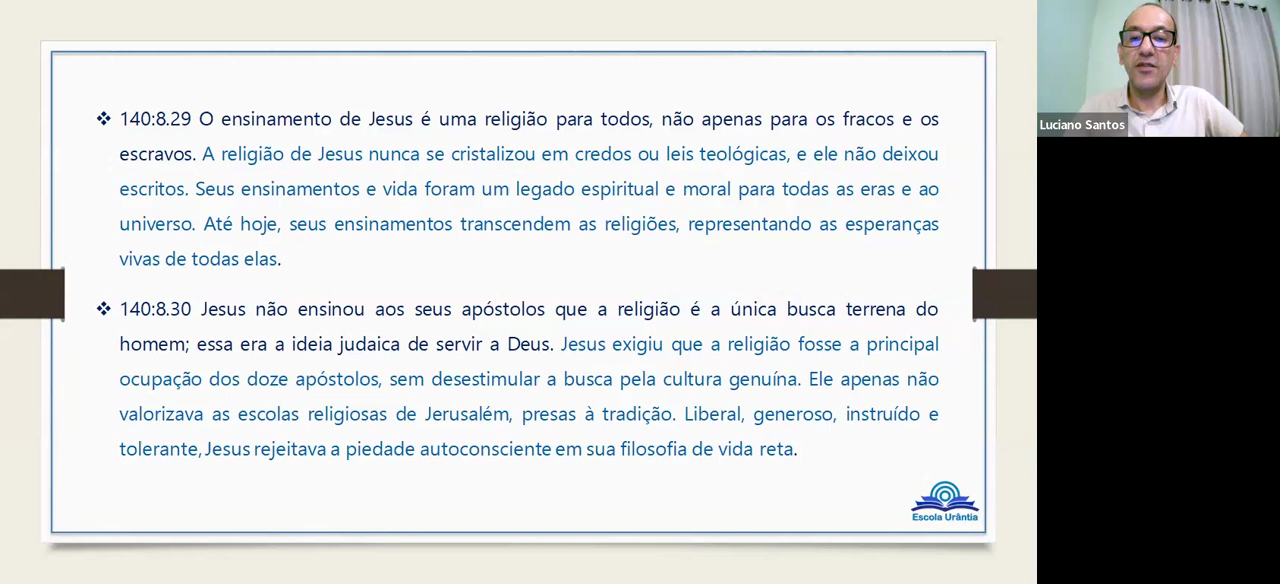 ❖ 140:8.29 O ensinamento de Jesus é uma religião para todos, não apenas para os fracos e os
escravos. A religião de Jesus nunca se cristalizou em credos ou leis teológicas, e ele não deixou
escritos. Seus ensinamentos e vida foram um legado espiritual e moral para todas as eras e ao
universo. Até hoje, seus ensinamentos transcendem as religiões, representando as esperanças
vivas de todas elas.
❖ 140:8.30 Jesus não ensinou aos seus apóstolos que a religião é a única busca terrena do
homem; essa era a ideia judaica de servir a Deus. Jesus exigiu que a religião fosse a principal
ocupação dos doze apóstolos, sem desestimular a busca pela cultura genuína. Ele apenas não
valorizava as escolas religiosas de Jerusalém, presas à tradição. Liberal, generoso, instruído e
tolerante, Jesus rejeitava a piedade autoconsciente em sua filosofia de vida reta.
Escola Urântia
Luciano Santos